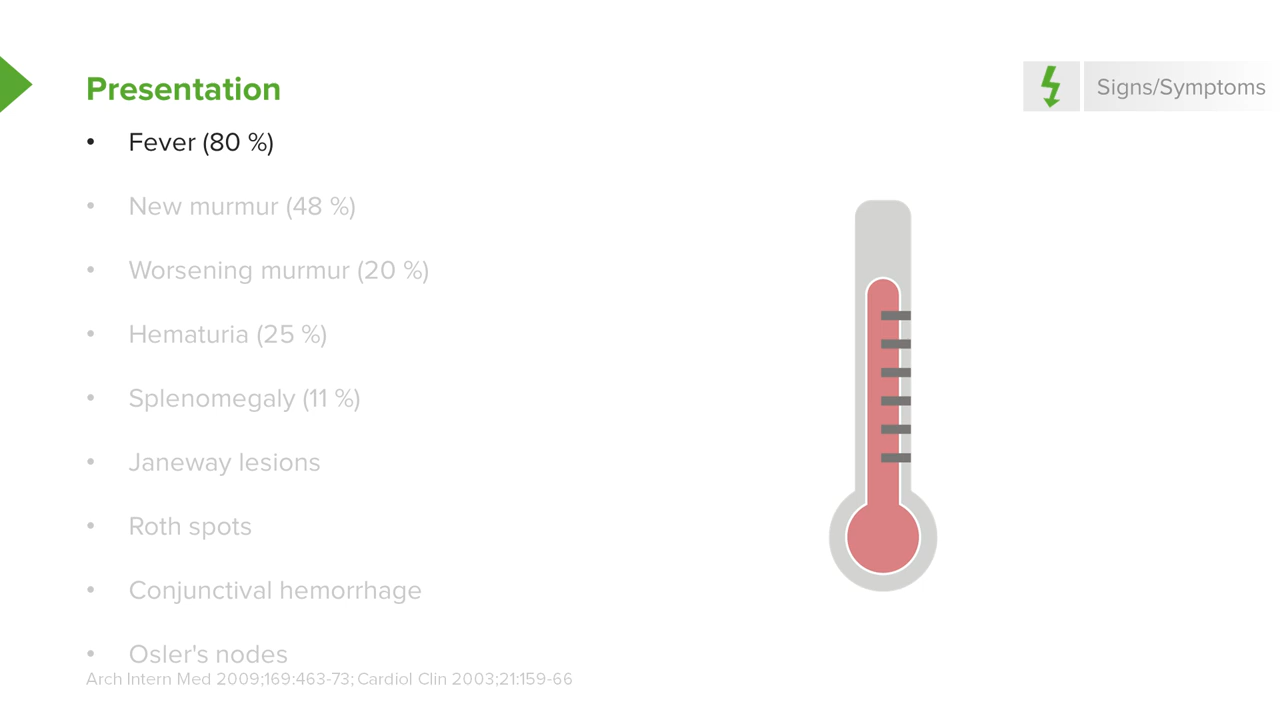 Presentation
Signs/Symptoms
• Fever (80 %)
• New murmur (48 %)
• Worsening murmur (20 %)
• Hematuria (25 %)
• Splenomegaly (11 %)
• Janeway lesions
• Roth spots
• Conjunctival hemorrhage
• Osler's nodes
Arch Intern Med 2009;169:463-73; Cardiol Clin 2003;21:159-66